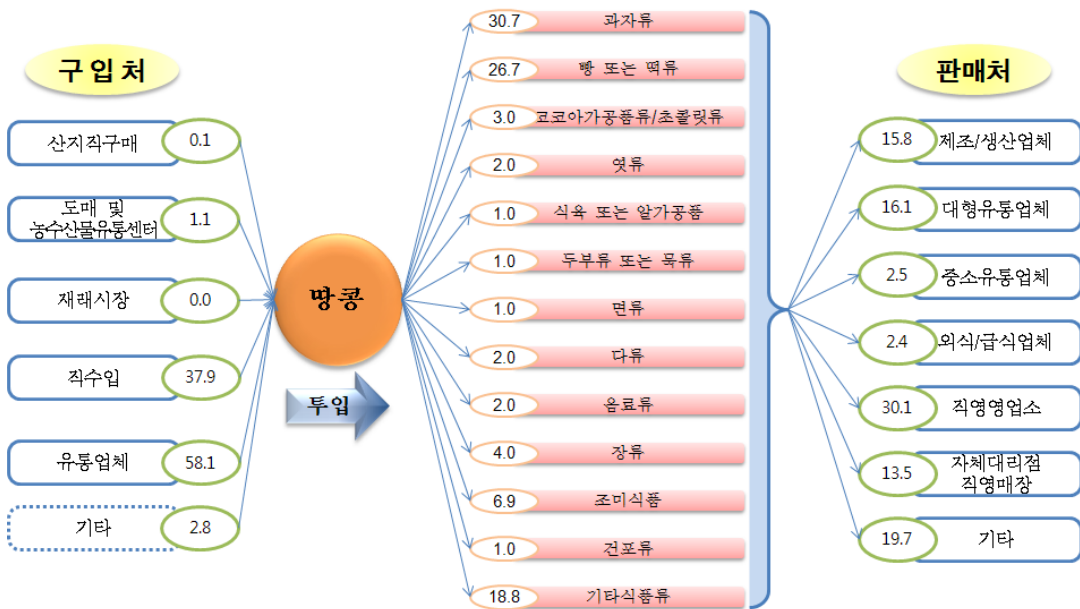 구입처
산지직구매
0.1
도매 및
농수산물유통센터
1.1
재래시장
0.0
직수입
37.9
유통업체
58.1
기타
2.8
땅콩
투입
30.7
과자류
26.7
빵 또는 떡류
3.0
코코아가공품류/초콜릿류
2.0
엿류
1.0
식육 또는 알가공품
1.0
두부류 또는 묵류
1.0
면류
2.0
다류
2.0
음료류
4.0
장류
6.9
조미식품
1.0
건포류
18.8
기타식품류
판매처
15.8
제조/생산업체
16.1
대형유통업체
2.5
중소유통업체
2.4
외식/급식업체
30.1
직영영업소
13.5
자체대리점
직영매장
19.7
기타